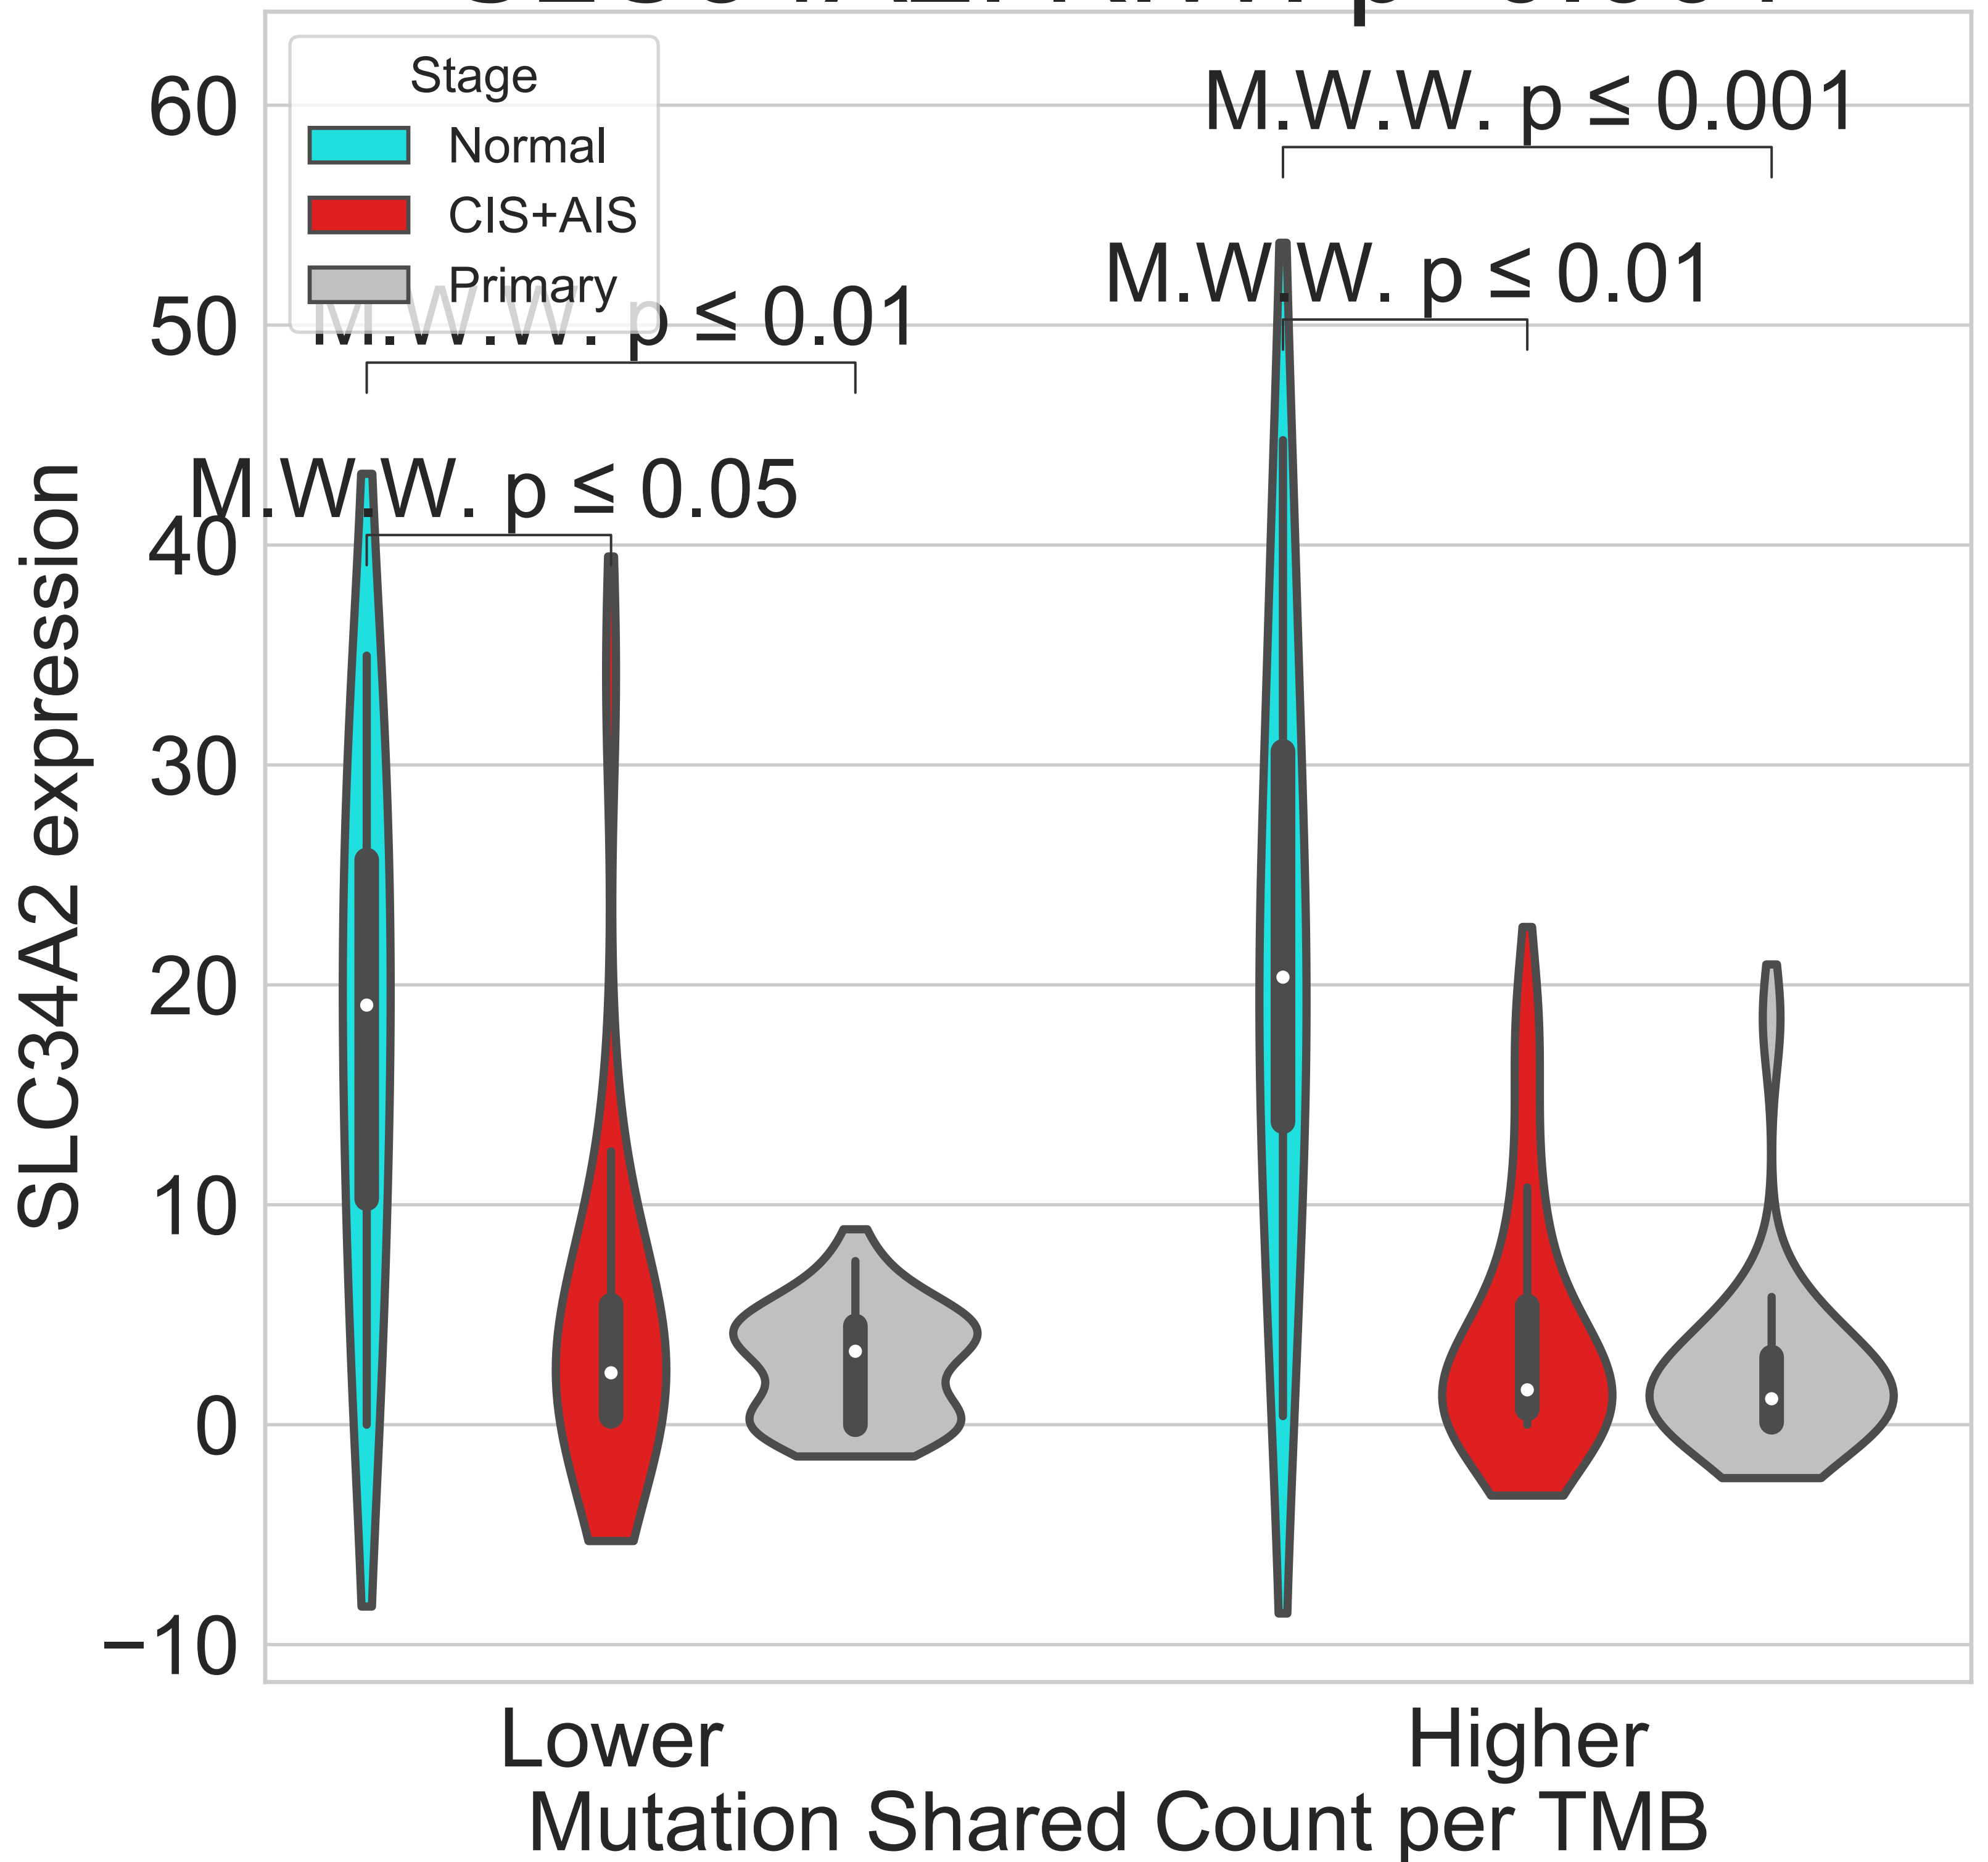 Stage
Normal
CIS+AIS
Primary
M.W.W. p ≤ 0.001
M.W.W. p ≤ 0.01
M.W.W. p ≤ 0.01
M.W.W. p ≤ 0.05
60
50
40
30
20
10
0
−10
SLC34A2 expression
Lower
Higher
Mutation Shared Count per TMB